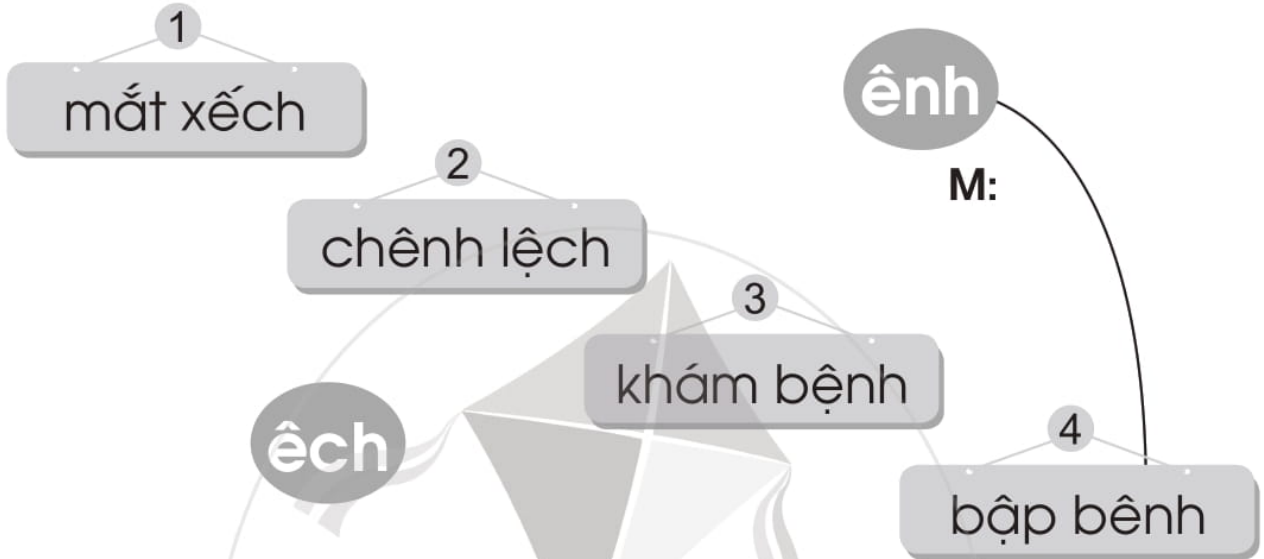 1
mắt xếch
ênh
M:
2
chênh lệch
3
khám bệnh
êch
4
bập bênh